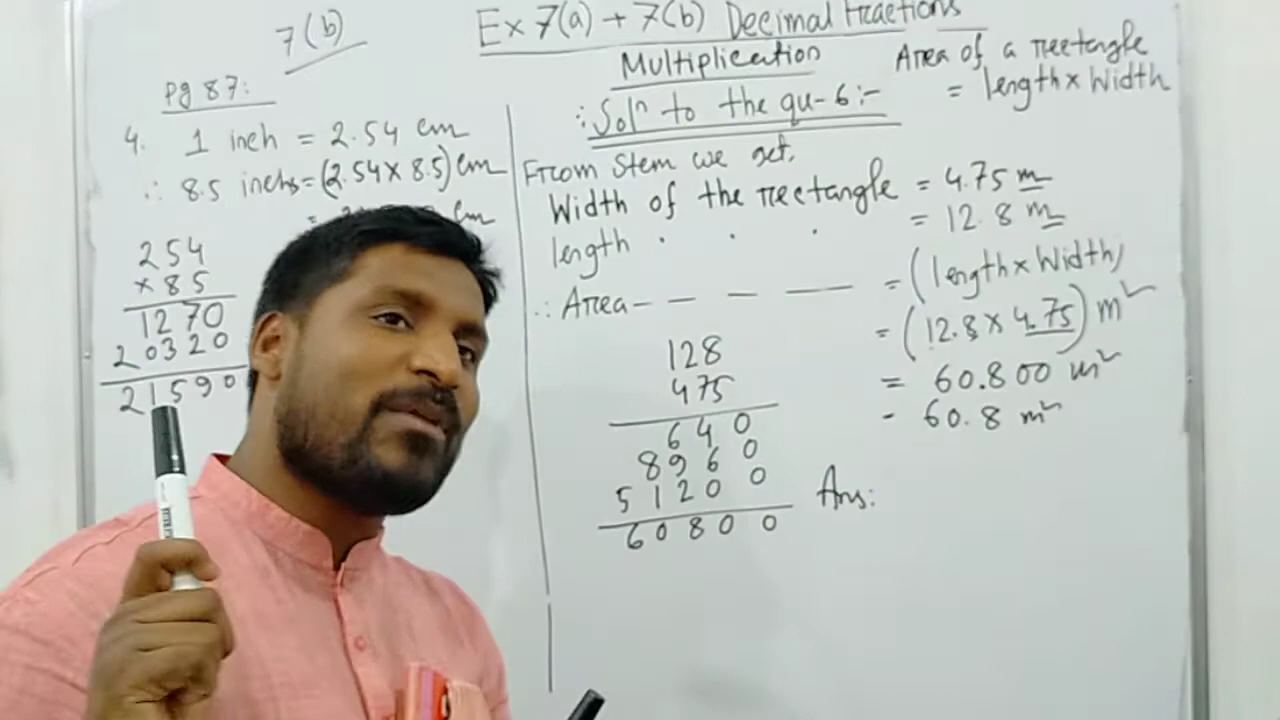 7(b)
Ex 7(a) + 7(b) Decimal Fractions
Multiplication
Area of a rectangle
= length x Width
Pg 87:
4. 1 inch = 2.54 cm
∴ 8.5 inchs = (2.54 x 8.5) cm
= cm
254
x 85
1270
20320
21590
∴ Solⁿ to the qu-6:-
From Stem we get,
Width of the rectangle = 4.75 m
length . . . = 12.8 m
∴ Area - - - - = (length x Width)
= (12.8 x 4.75) m²
= 60.800 m²
- 60.8 m²
128
475
640
8960
51200
60800
Ans: